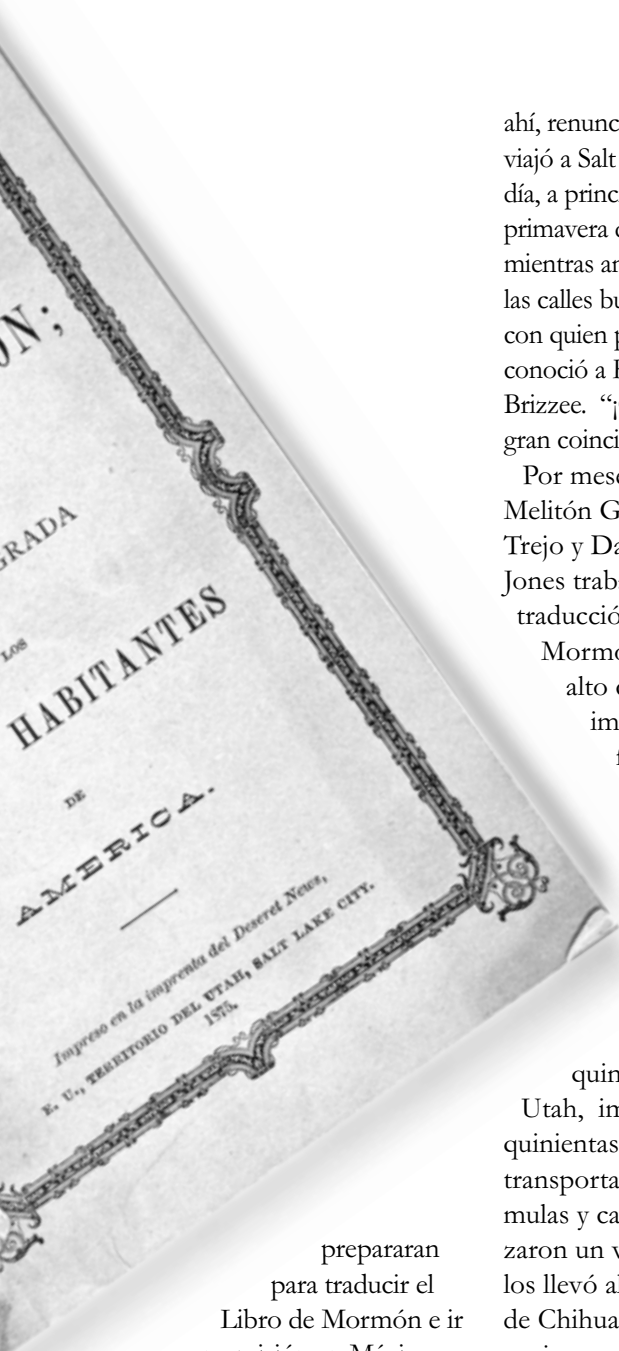 ON;
GRADA
LOS
HABITANTES
DE
AMERICA.
Impreso en la imprenta del Deseret News,
E. U., TERRITORIO DEL UTAH, SALT LAKE CITY.
1875.
prepararan
para traducir el
Libro de Mormón e ir
ahí, renunc
viajó a Salt
día, a princ
primavera
mientras
las calles bu
con quien
conoció a
Brizzee. “¡
gran coinci
Por mes
Melitón G
Trejo y Da
Jones trab
traducció
Mormo
alto
im
quin
Utah, im
quinientas
transporta
mulas y ca
zaron un
los llevó al
de Chihua